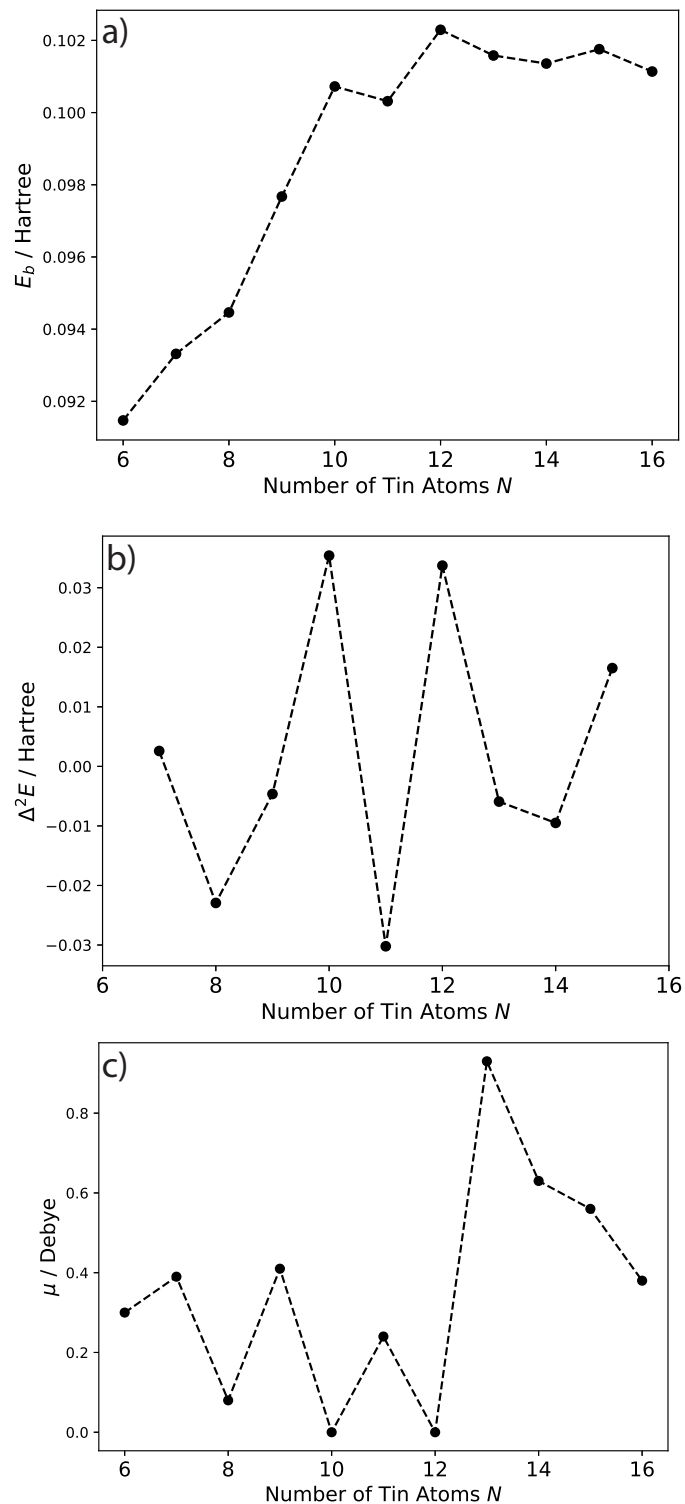 a)
0.102
0.100
0.098
0.096
0.094
0.092
E_b / Hartree
6 8 10 12 14 16
Number of Tin Atoms N
b)
0.03
0.02
0.01
0.00
−0.01
−0.02
−0.03
Δ²E / Hartree
6 8 10 12 14 16
Number of Tin Atoms N
c)
0.8
0.6
0.4
0.2
0.0
μ / Debye
6 8 10 12 14 16
Number of Tin Atoms N